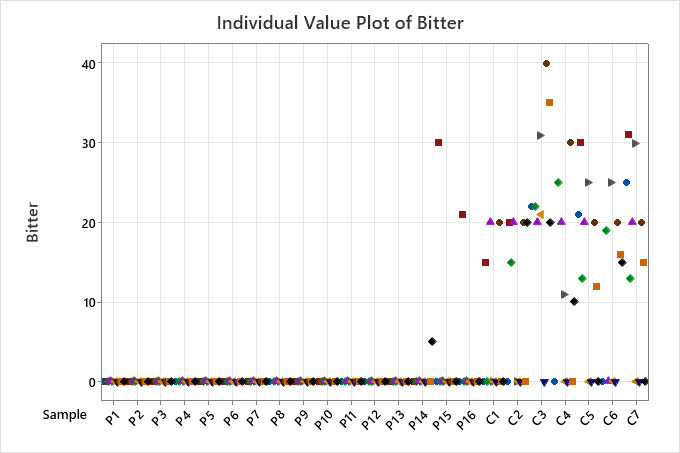 Individual Value Plot of Bitter
40
30
20
10
0
Bitter
Sample P1 P2 P3 P4 P5 P6 P7 P8 P9 P10 P11 P12 P13 P14 P15 P16 C1 C2 C3 C4 C5 C6 C7